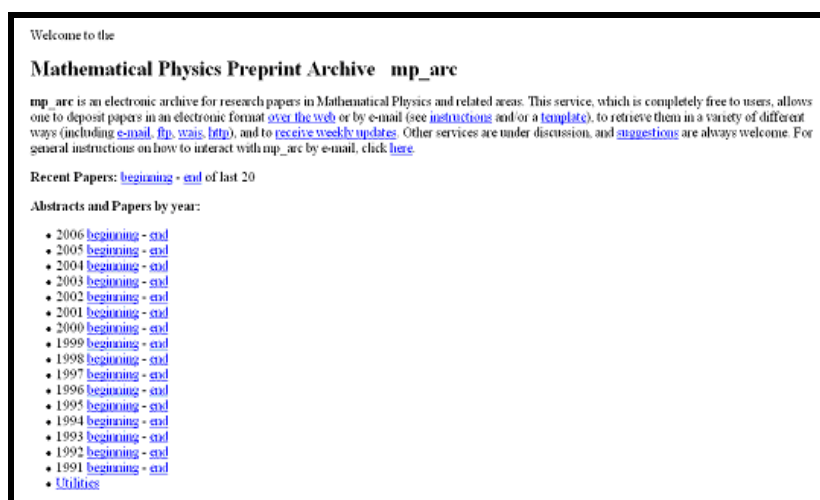 Welcome to the
Mathematical Physics Preprint Archive mp_arc
mp_arc is an electronic archive for research papers in Mathematical Physics and related areas. This service, which is completely free to users, allows
one to deposit papers in an electronic format over the web or by e-mail (see instructions and/or a template), to retrieve them in a variety of different
ways (including e-mail, ftp, wais, http), and to receive weekly updates. Other services are under discussion, and suggestions are always welcome. For
general instructions on how to interact with mp_arc by e-mail, click here.
Recent Papers: beginning - end of last 20
Abstracts and Papers by year:
• 2006 beginning - end
• 2005 beginning - end
• 2004 beginning - end
• 2003 beginning - end
• 2002 beginning - end
• 2001 beginning - end
• 2000 beginning - end
• 1999 beginning - end
• 1998 beginning - end
• 1997 beginning - end
• 1996 beginning - end
• 1995 beginning - end
• 1994 beginning - end
• 1993 beginning - end
• 1992 beginning - end
• 1991 beginning - end
• Utilities